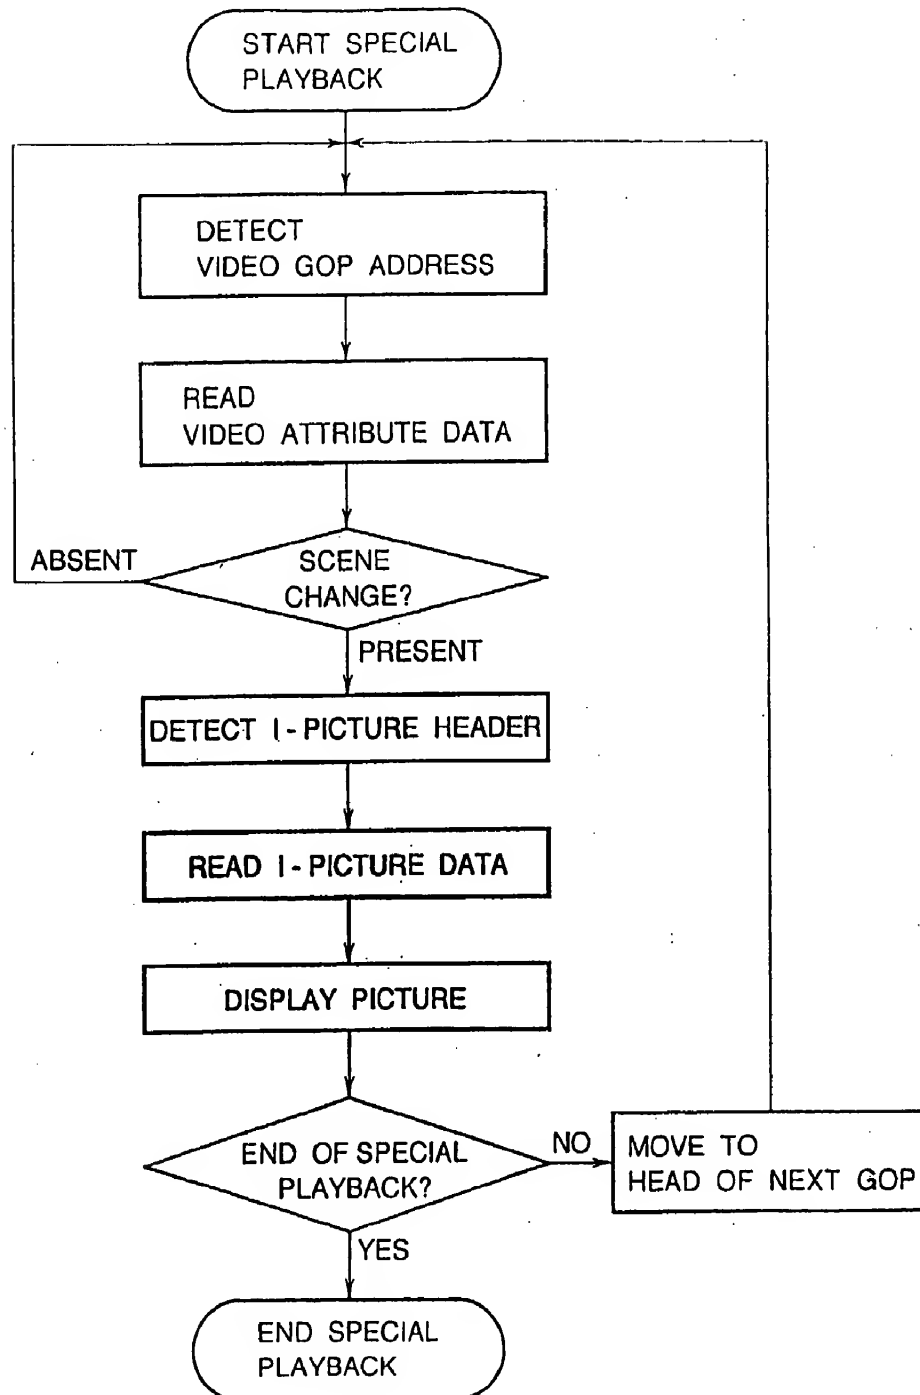 START SPECIAL
PLAYBACK
DETECT
VIDEO GOP ADDRESS
READ
VIDEO ATTRIBUTE DATA
ABSENT
SCENE
CHANGE?
PRESENT
DETECT I-PICTURE HEADER
READ I-PICTURE DATA
DISPLAY PICTURE
END OF SPECIAL
PLAYBACK?
NO
MOVE TO
HEAD OF NEXT GOP
YES
END SPECIAL
PLAYBACK